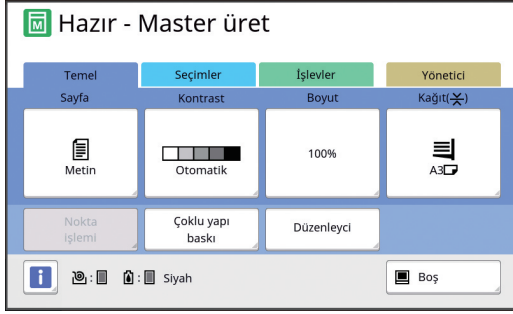 Hazır - Master üret
Temel
Seçimler
İşlevler
Yönetici
Sayfa
Kontrast
Boyut
Kağıt( )
Metin
Otomatik
100%
A3
Nokta
işlemi
Çoklu yapı
baskı
Düzenleyci
i
: : Siyah
Boş